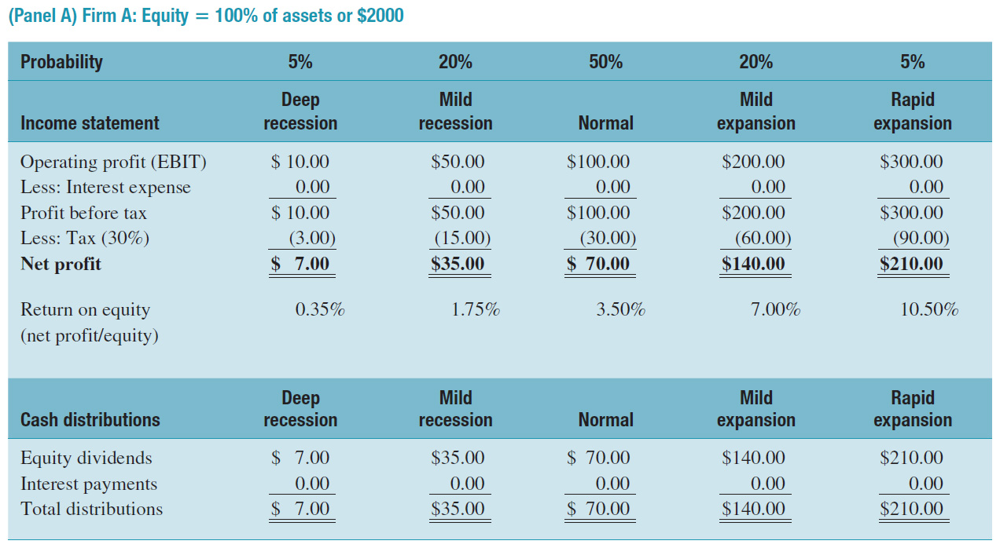 (Panel A) Firm A: Equity = 100% of assets or $2000
Probability 5% 20% 50% 20% 5%
Deep Mild Mild Rapid
Income statement recession recession Normal expansion expansion
Operating profit (EBIT) $ 10.00 $50.00 $100.00 $200.00 $300.00
Less: Interest expense 0.00 0.00 0.00 0.00 0.00
Profit before tax $ 10.00 $50.00 $100.00 $200.00 $300.00
Less: Tax (30%) (3.00) (15.00) (30.00) (60.00) (90.00)
Net profit $ 7.00 $35.00 $ 70.00 $140.00 $210.00
Return on equity 0.35% 1.75% 3.50% 7.00% 10.50%
(net profit/equity)
Deep Mild Mild Rapid
Cash distributions recession recession Normal expansion expansion
Equity dividends $ 7.00 $35.00 $ 70.00 $140.00 $210.00
Interest payments 0.00 0.00 0.00 0.00 0.00
Total distributions $ 7.00 $35.00 $ 70.00 $140.00 $210.00